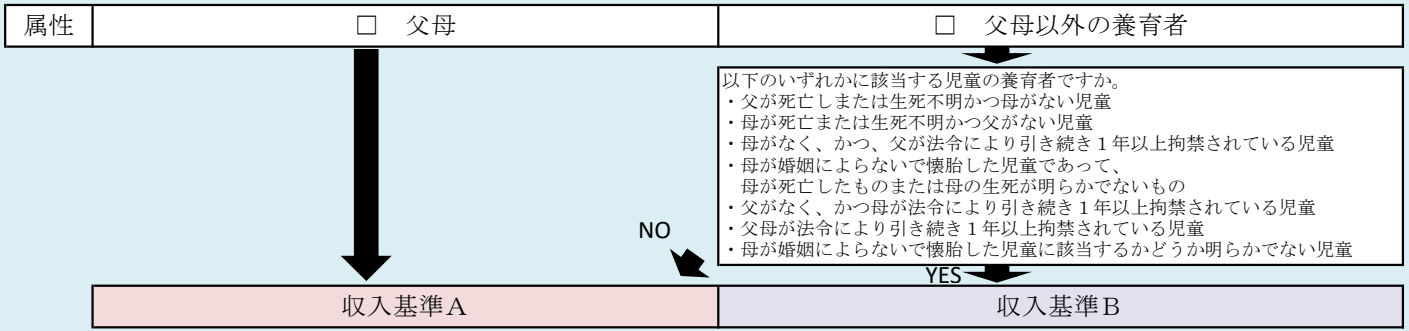 属性
□ 父母
□ 父母以外の養育者
以下のいずれかに該当する児童の養育者ですか。
・父が死亡しまたは生死不明かつ母がない児童
・母が死亡または生死不明かつ父がない児童
・母がなく、かつ、父が法令により引き続き１年以上拘禁されている児童
・母が婚姻によらないで懐胎した児童であって、
母が死亡したものまたは母の生死が明らかでないもの
・父がなく、かつ母が法令により引き続き１年以上拘禁されている児童
・父母が法令により引き続き１年以上拘禁されている児童
・母が婚姻によらないで懐胎した児童に該当するかどうか明らかでない児童
NO
YES
収入基準Ａ
収入基準Ｂ